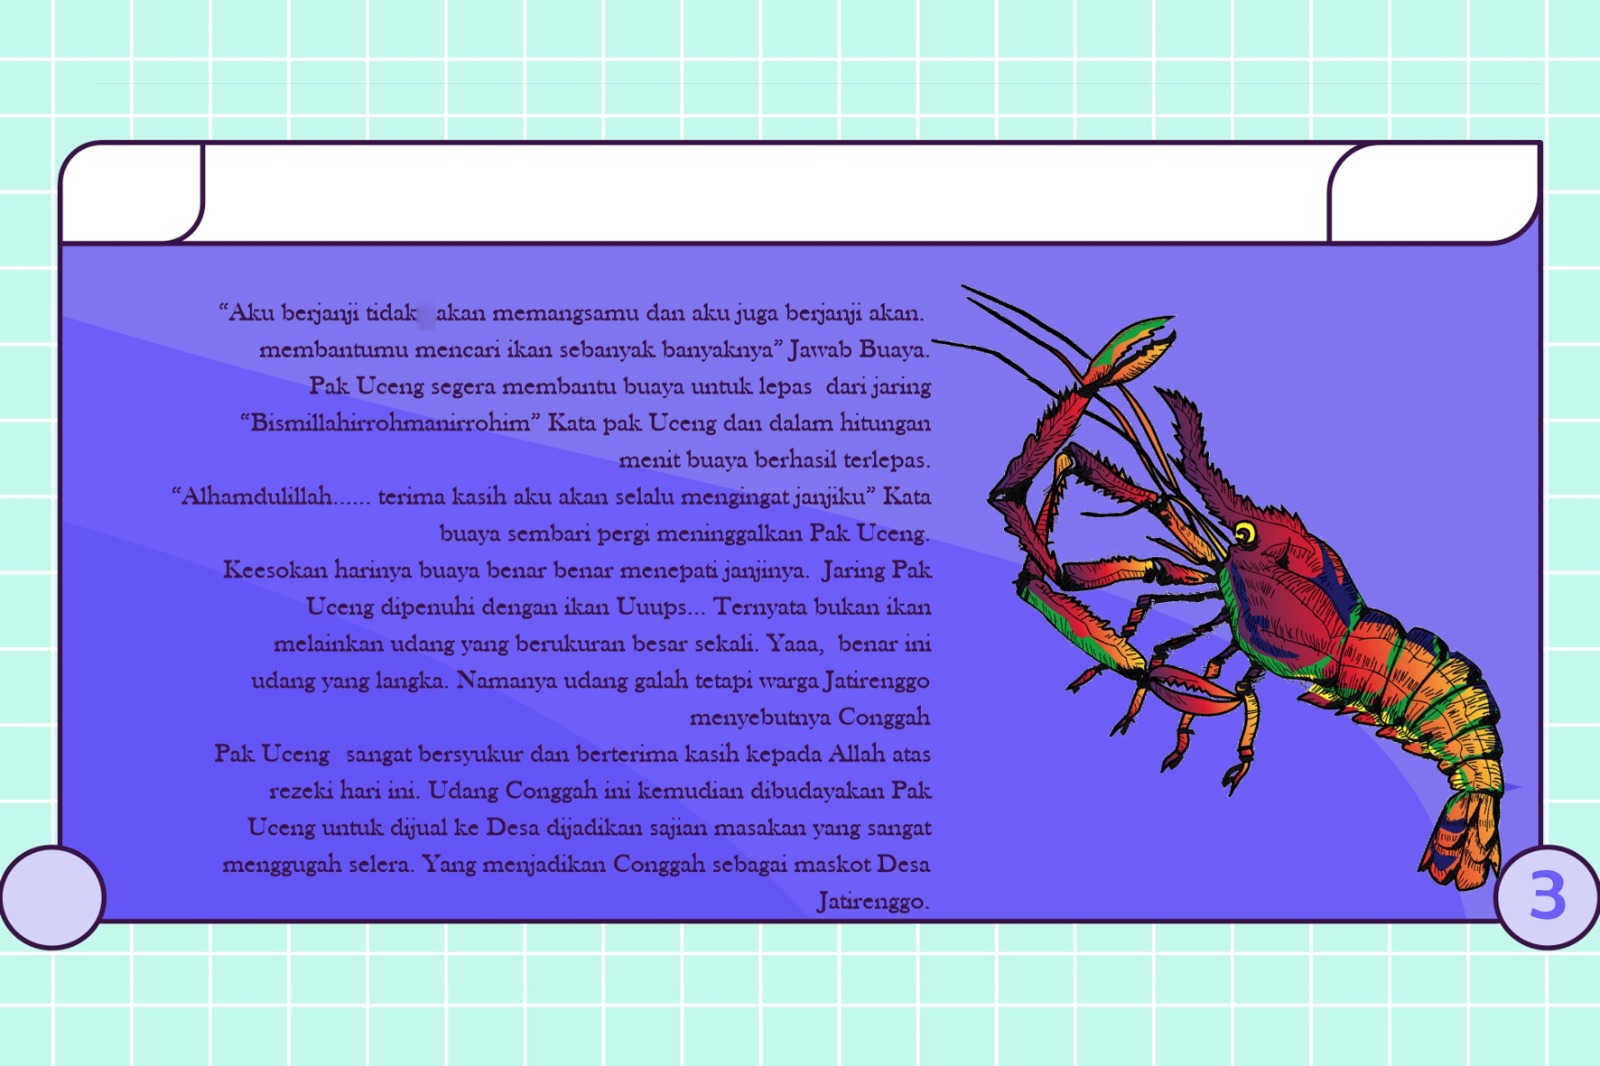 “Aku berjanji tidak akan memangsamu dan aku juga berjanji akan.
membantumu mencari ikan sebanyak banyaknya” Jawab Buaya.
Pak Uceng segera membantu buaya untuk lepas dari jaring
“Bismillahirrohmanirrohim” Kata pak Uceng dan dalam hitungan
menit buaya berhasil terlepas.
“Alhamdulillah...... terima kasih aku akan selalu mengingat janjiku” Kata
buaya sembari pergi meninggalkan Pak Uceng.
Keesokan harinya buaya benar benar menepati janjinya. Jaring Pak
Uceng dipenuhi dengan ikan Uuups... Ternyata bukan ikan
melainkan udang yang berukuran besar sekali. Yaaa, benar ini
udang yang langka. Namanya udang galah tetapi warga Jatirenggo
menyebutnya Conggah
Pak Uceng sangat bersyukur dan berterima kasih kepada Allah atas
rezeki hari ini. Udang Conggah ini kemudian dibudayakan Pak
Uceng untuk dijual ke Desa dijadikan sajian masakan yang sangat
menggugah selera. Yang menjadikan Conggah sebagai maskot Desa
Jatirenggo.
3